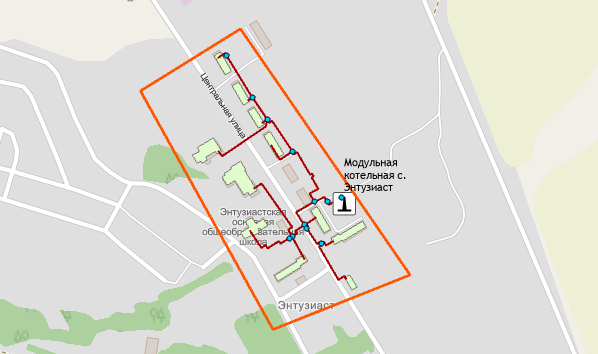 Центральная улица
Модульная
котельная с.
Энтузиаст
Энтузиастская
основная
общеобразовательная
школа
Энтузиаст